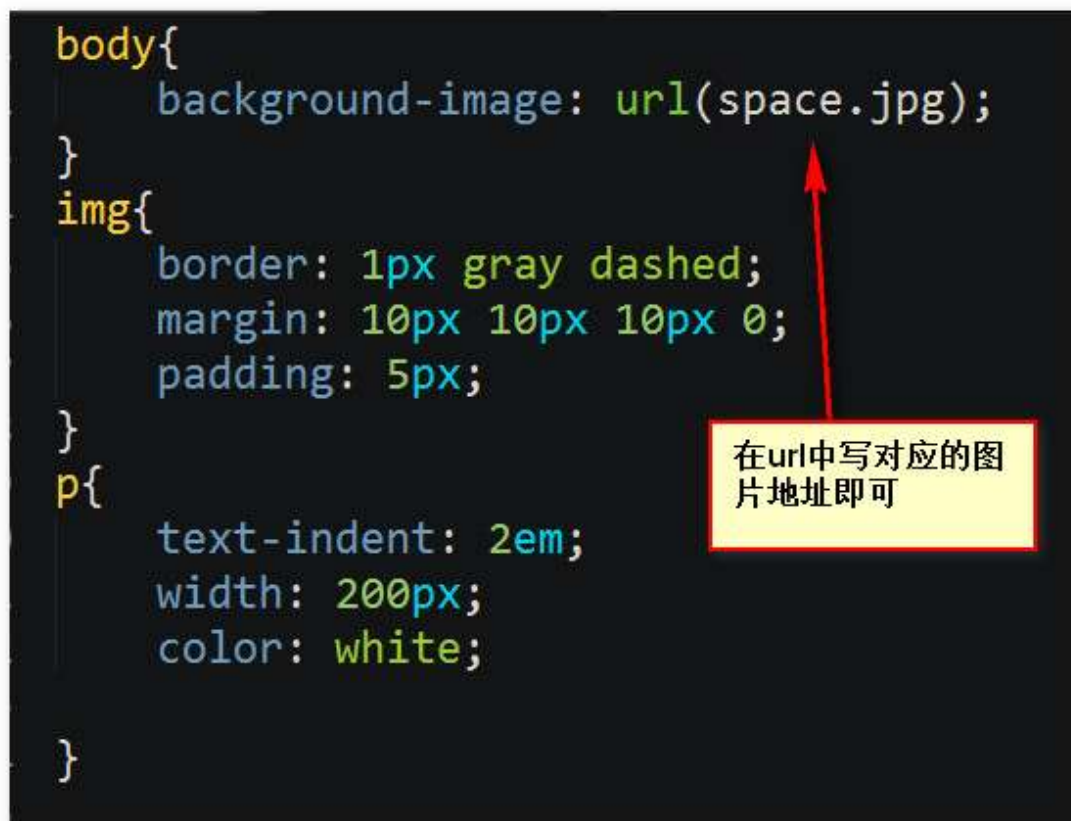 body{
background-image: url(space.jpg);
}
img{
border: 1px gray dashed;
margin: 10px 10px 10px 0;
padding: 5px;
}
在url中写对应的图
片地址即可
p{
text-indent: 2em;
width: 200px;
color: white;
}